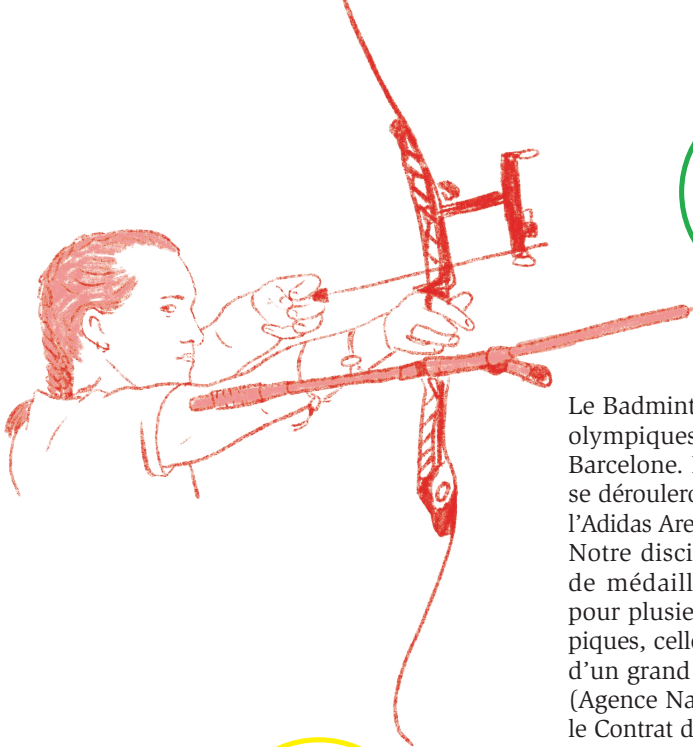 Le Badmint
olympiques
Barcelone.
se déroulero
l'Adidas Are
Notre disci
de médaill
pour plusie
piques, celle
d'un grand
(Agence Na
le Contrat d